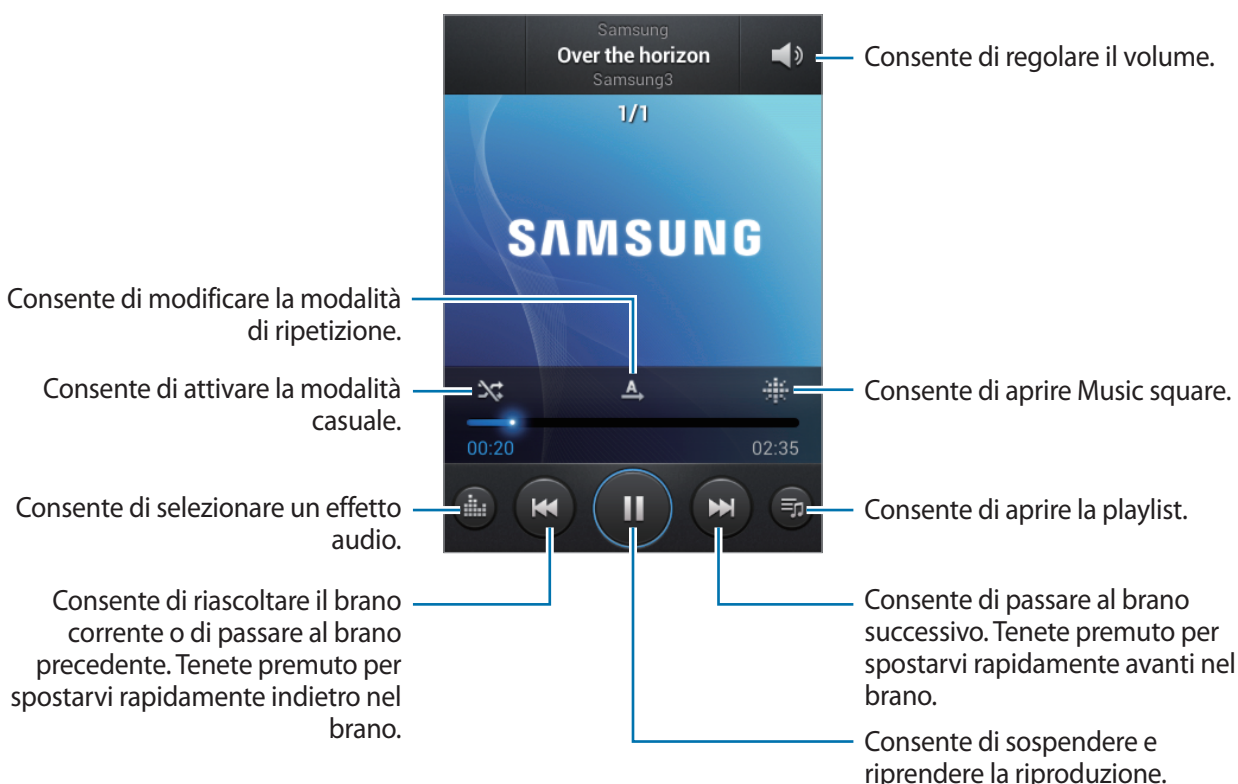 Samsung
Over the horizon
Samsung3
Consente di regolare il volume.
1/1
SAMSUNG
Consente di modificare la modalità
di ripetizione.
Consente di attivare la modalità
casuale.
Consente di aprire Music square.
00:20
02:35
Consente di selezionare un effetto
audio.
Consente di aprire la playlist.
Consente di riascoltare il brano
corrente o di passare al brano
precedente. Tenete premuto per
spostarvi rapidamente indietro nel
brano.
Consente di passare al brano
successivo. Tenete premuto per
spostarvi rapidamente avanti nel
brano.
Consente di sospendere e
riprendere la riproduzione.